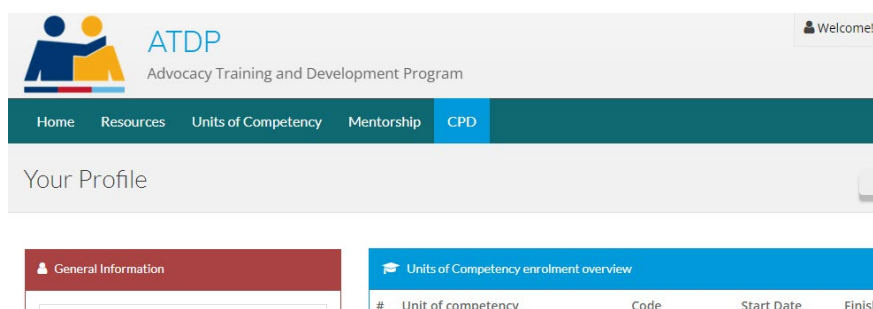 ATDP
Welcome!
Advocacy Training and Development Program
Home Resources Units of Competency Mentorship CPD
Your Profile
General Information
Units of Competency enrolment overview
# Unit of competency Code Start Date Finish